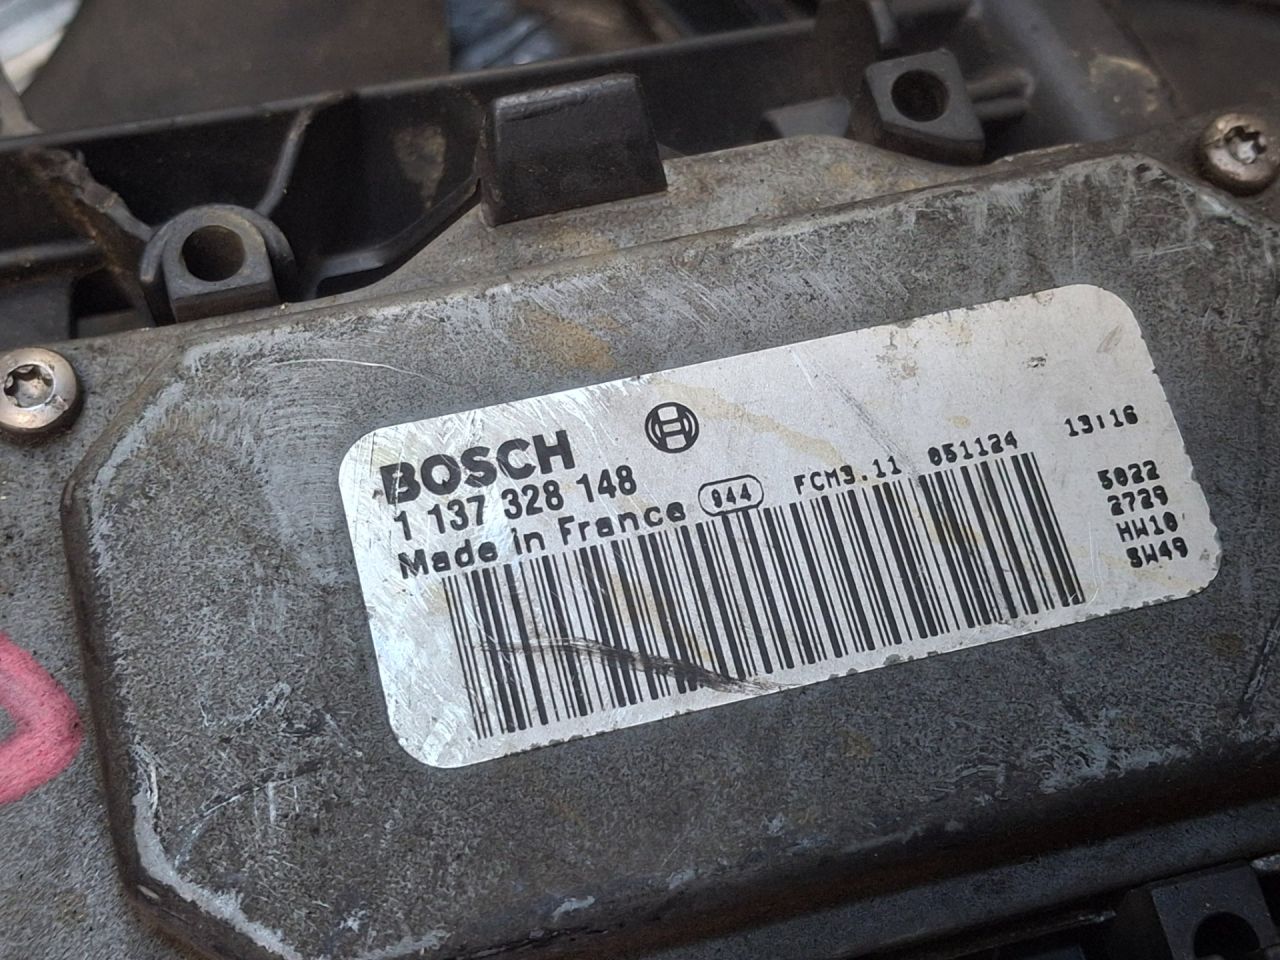 BOSCH
1 137 328 148
Made in France 944 FCM3.11 051124 13:16
5022
2729
HW10
SW49